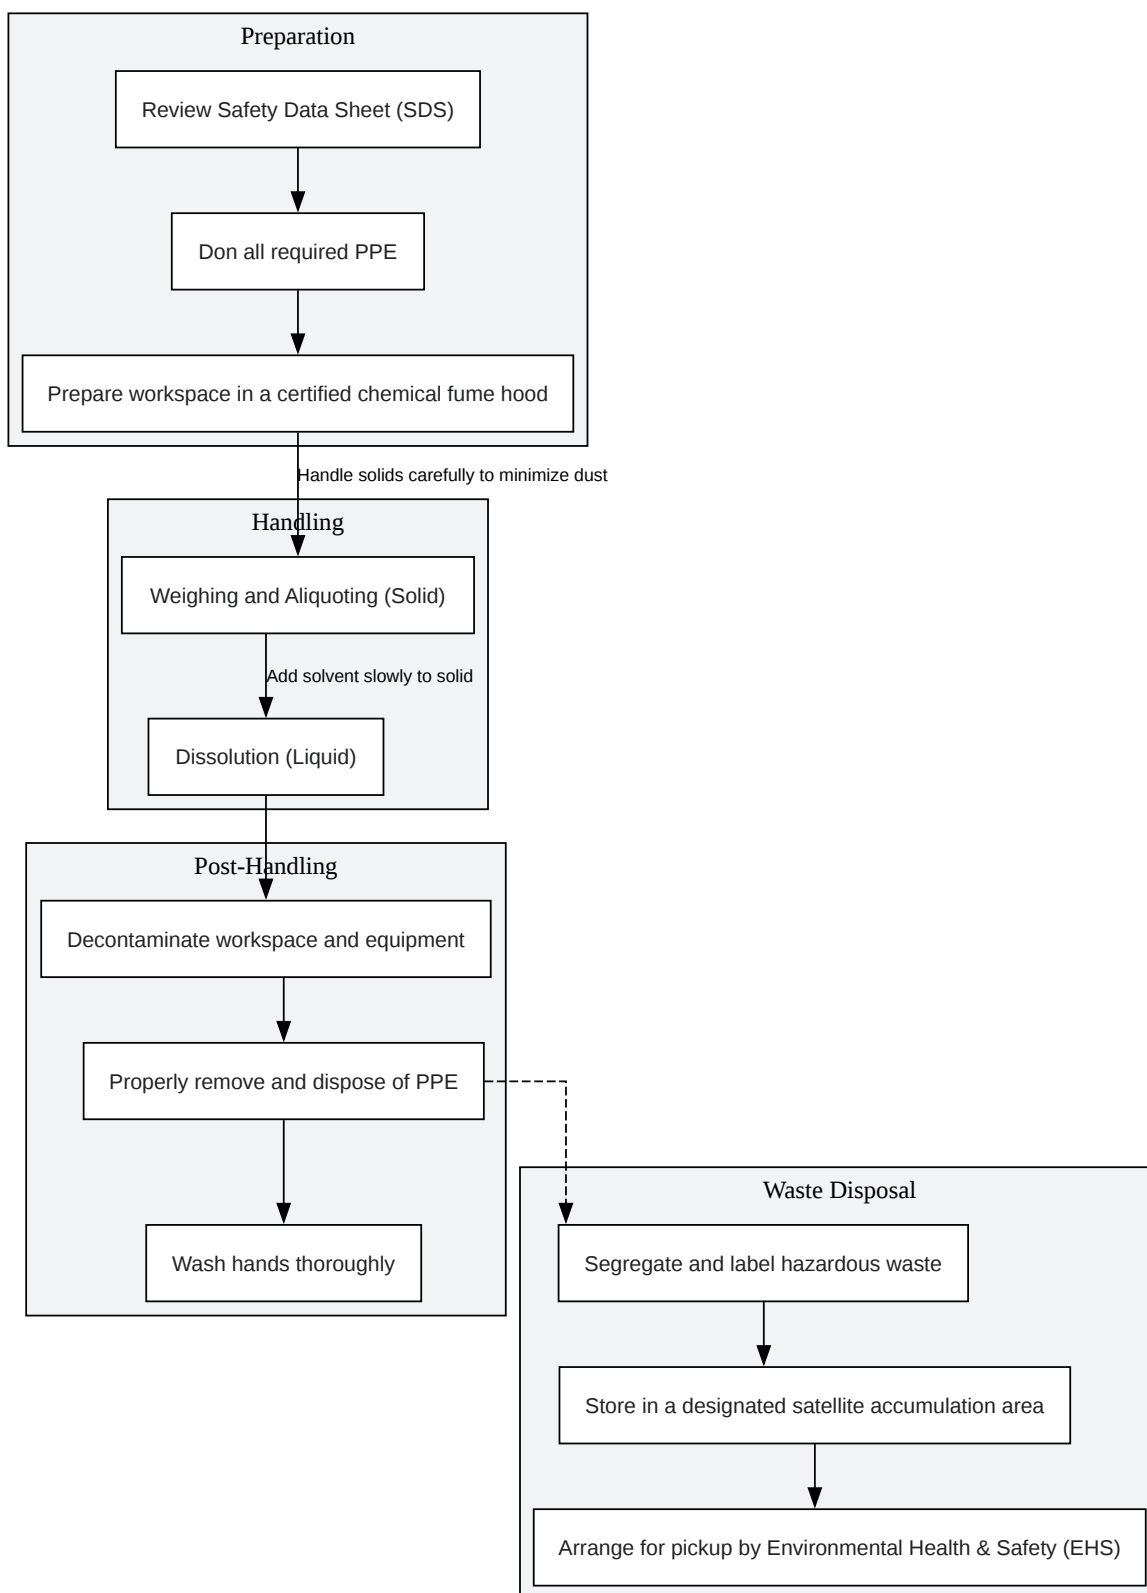 Preparation
Review Safety Data Sheet (SDS)
Don all required PPE
Prepare workspace in a certified chemical fume hood
Handle solids carefully to minimize dust
Handling
Weighing and Aliquoting (Solid)
Add solvent slowly to solid
Dissolution (Liquid)
Post-Handling
Decontaminate workspace and equipment
Properly remove and dispose of PPE
Wash hands thoroughly
Waste Disposal
Segregate and label hazardous waste
Store in a designated satellite accumulation area
Arrange for pickup by Environmental Health & Safety (EHS)